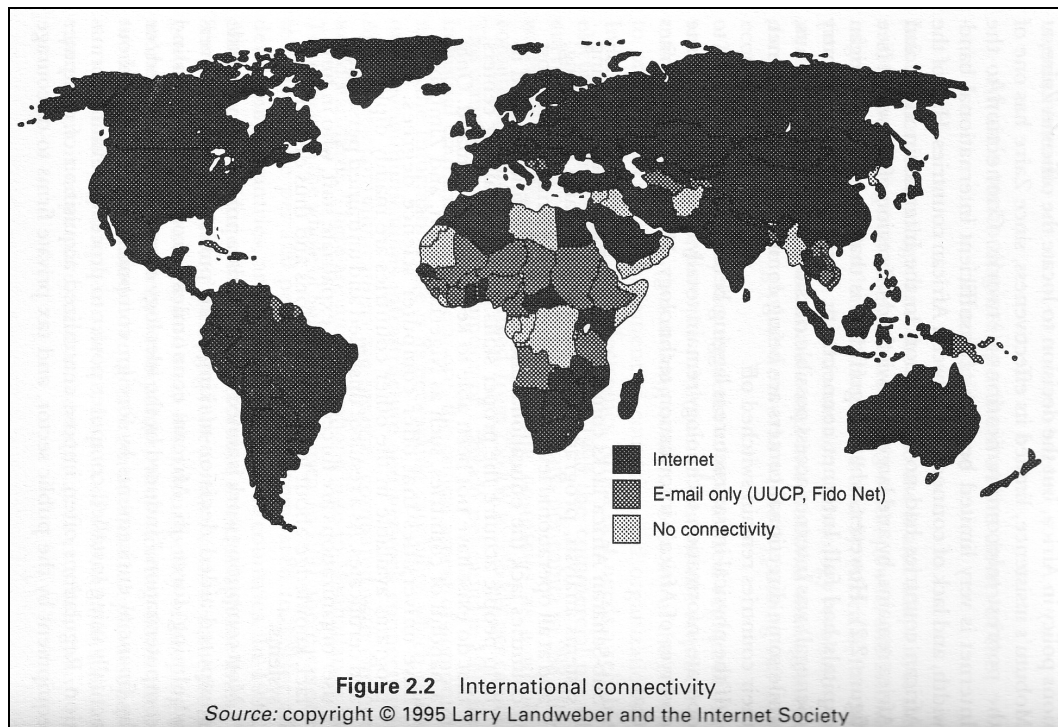 Internet
E-mail only (UUCP, Fido Net)
No connectivity
Figure 2.2 International connectivity
Source: copyright © 1995 Larry Landweber and the Internet Society